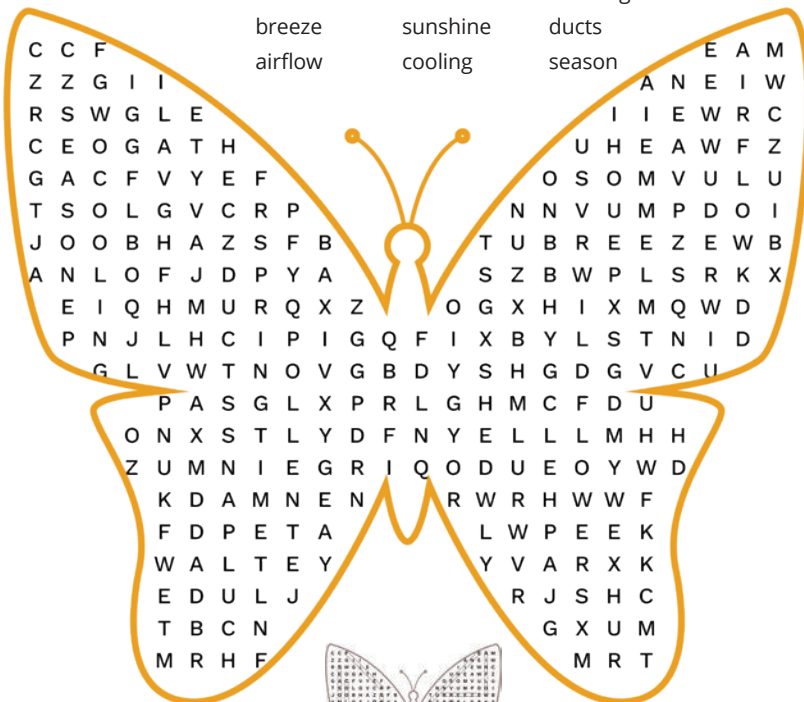 breeze sunshine ducts
airflow cooling season
C C F E A M
Z Z G I I A N E I W
R S W G L E I I E W R C
C E O G A T H U H E A W F Z
G A C F V Y E F O S O M V U L U
T S O L G V C R P N N V U M P D O I
J O O B H A Z S F B T U B R E E Z E W B
A N L O F J D P Y A S Z B W P L S R K X
E I Q H M U R Q X Z O G X H I X M Q W D
P N J L H C I P I G Q F I X B Y L S T N I D
G L V W T N O V G B D Y S H G D G V C U
P A S G L X P R L G H M C F D U
O N X S T L Y D F N Y E L L L M H H
Z U M N I E G R I Q O D U E O Y W D
K D A M N E N R W R H W W F
F D P E T A L W P E E K
W A L T E Y Y V A R X K
E D U L J R J S H C
T B C N G X U M
M R H F M R T